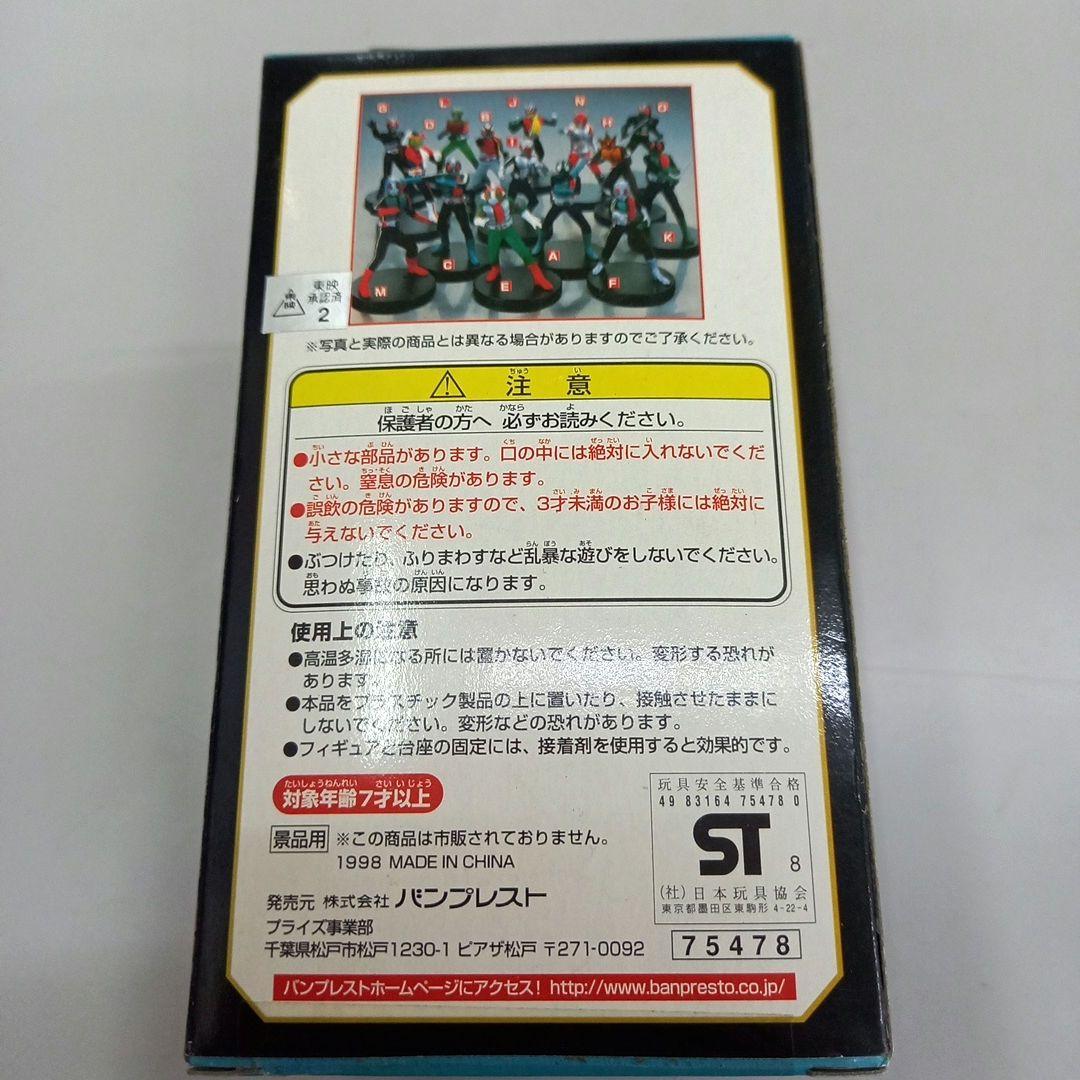 G
L
J
N
O
D
B
I
H
M
C
E
A
F
K
東映
承認済
2
※写真と実際の商品とは異なる場合がありますのでご了承ください。
注意
保護者の方へ 必ずお読みください。
●小さな部品があります。口の中には絶対に入れないでくだ
さい。窒息の危険があります。
●誤飲の危険がありますので、3才未満のお子様には絶対に
与えないでください。
●ぶつけたり、ふりまわすなど乱暴な遊びをしないでください。
思わぬ事故の原因になります。
使用上の注意
●高温多湿になる所には置かないでください。変形する恐れが
あります。
●本品をプラスチック製品の上に置いたり、接触させたままに
しないでください。変形などの恐れがあります。
●フィギュアと台座の固定には、接着剤を使用すると効果的です。
対象年齢7才以上
景品用 ※この商品は市販されておりません。
1998 MADE IN CHINA
発売元 株式会社 バンプレスト
プライズ事業部
千葉県松戸市松戸1230-1 ピアザ松戸 〒271-0092
玩具安全基準合格
49 83164 75478 0
ST 8
(社)日本玩具協会
東京都墨田区東駒形 4-22-4
75478
バンプレストホームページにアクセス! http://www.banpresto.co.jp/